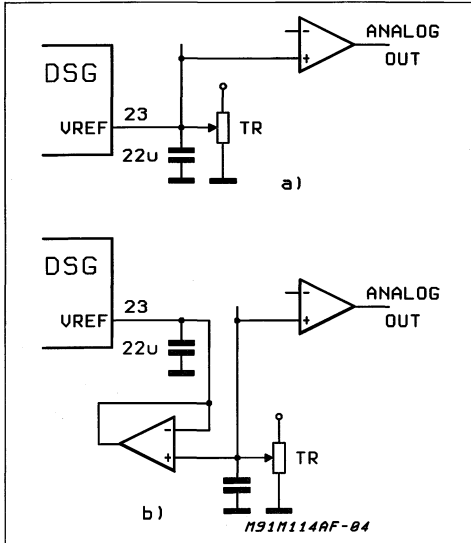 ANALOG
OUT
DSG
-
+
23
VREF
TR
22u
a)
DSG
ANALOG
OUT
-
+
23
VREF
22u
-
+
TR
b)
M91M114AF-04